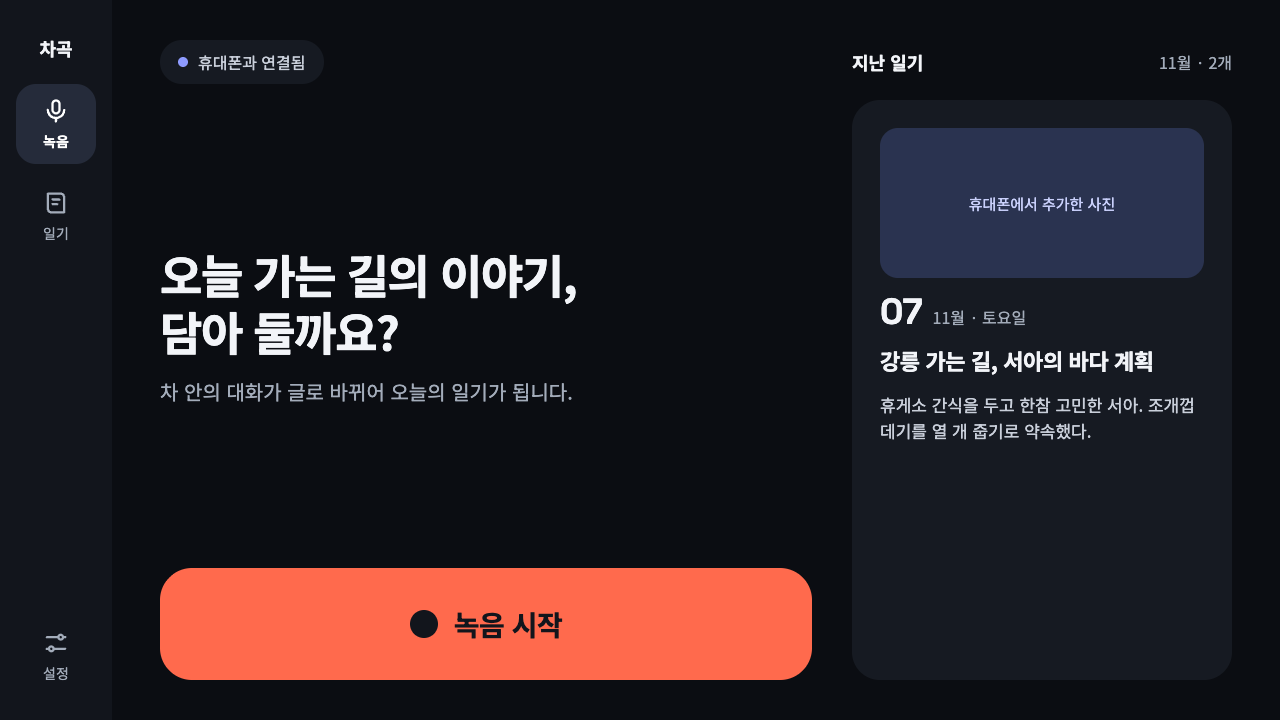 차곡
녹음
일기
설정
휴대폰과 연결됨
오늘 가는 길의 이야기,
담아 둘까요?
차 안의 대화가 글로 바뀌어 오늘의 일기가 됩니다.
녹음 시작
지난 일기
11월 · 2개
휴대폰에서 추가한 사진
07 11월 · 토요일
강릉 가는 길, 서아의 바다 계획
휴게소 간식을 두고 한참 고민한 서아. 조개껍
데기를 열 개 줍기로 약속했다.